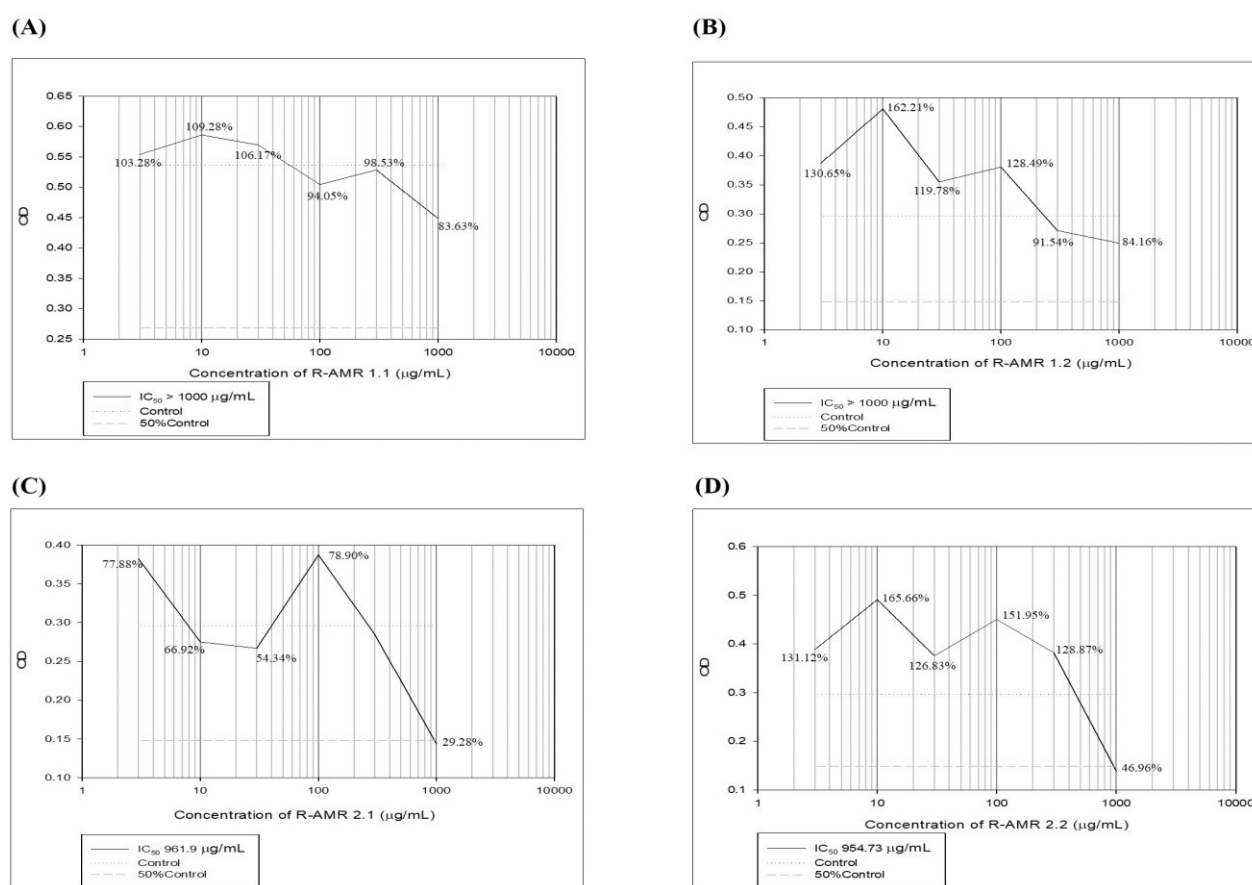 (A)
0.65
0.60
0.55
0.50
0.45
0.40
0.35
0.30
0.25
OD
103.28%
109.28%
106.17%
94.05%
98.53%
83.63%
1 10 100 1000 10000
Concentration of R-AMR 1.1 (µg/mL)
IC₅₀ > 1000 µg/mL
Control
50%Control
(B)
0.50
0.45
0.40
0.35
0.30
0.25
0.20
0.15
0.10
OD
130.65%
162.21%
119.78%
128.49%
91.54%
84.16%
1 10 100 1000 10000
Concentration of R-AMR 1.2 (µg/mL)
IC₅₀ > 1000 µg/mL
Control
50%Control
(C)
0.40
0.35
0.30
0.25
0.20
0.15
0.10
OD
77.88%
66.92%
54.34%
78.90%
29.28%
1 10 100 1000 10000
Concentration of R-AMR 2.1 (µg/mL)
IC₅₀ 961.9 µg/mL
Control
50%Control
(D)
0.6
0.5
0.4
0.3
0.2
0.1
OD
131.12%
165.66%
126.83%
151.95%
128.87%
46.96%
1 10 100 1000 10000
Concentration of R-AMR 2.2 (µg/mL)
IC₅₀ 954.73 µg/mL
Control
50%Control